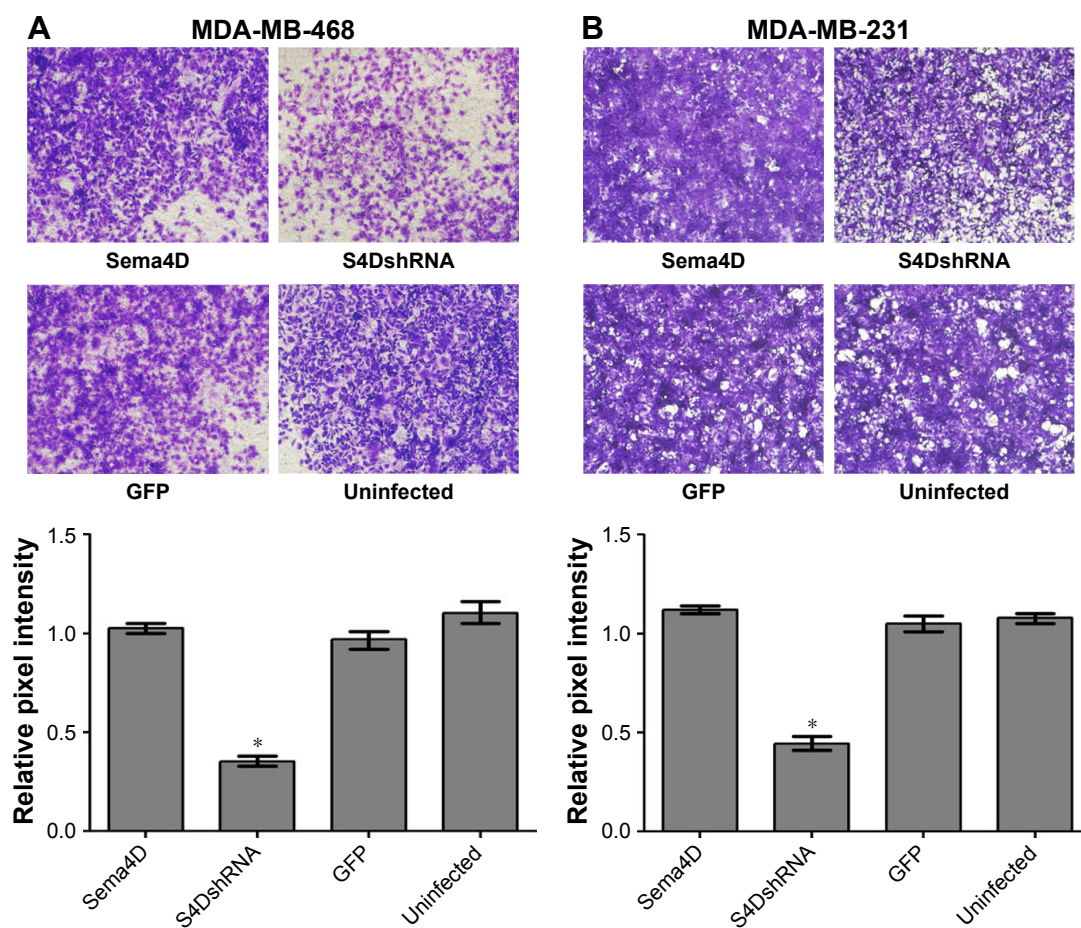 A MDA-MB-468
Sema4D S4DshRNA
GFP Uninfected
Relative pixel intensity
1.5
1.0
0.5
0.0
*
Sema4D
S4DshRNA
GFP
Uninfected
B MDA-MB-231
Sema4D S4DshRNA
GFP Uninfected
Relative pixel intensity
1.5
1.0
0.5
0.0
*
Sema4D
S4DshRNA
GFP
Uninfected